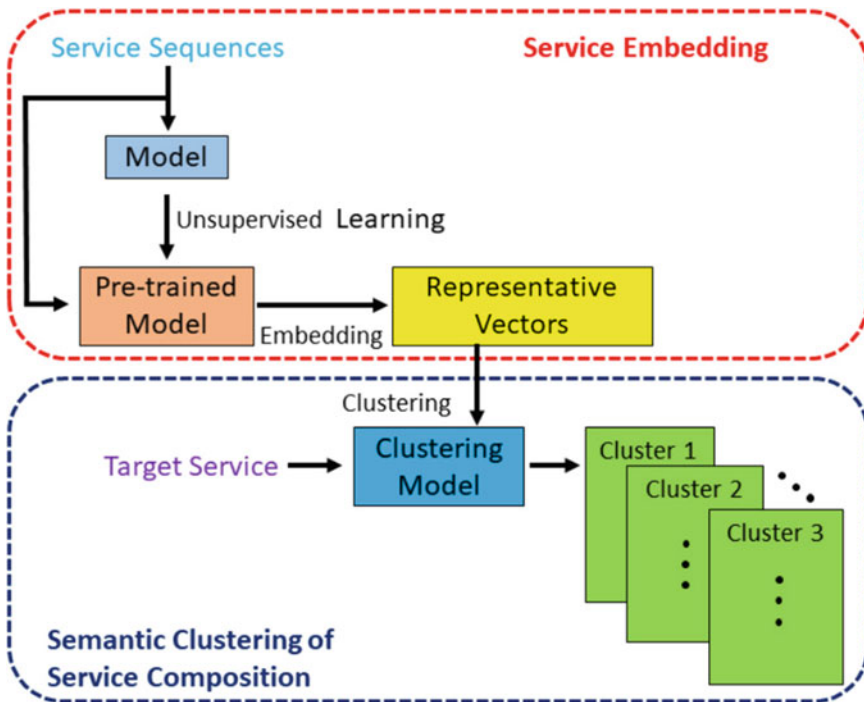 Service Sequences
Service Embedding
Model
Unsupervised Learning
Pre-trained
Model
Embedding
Representative
Vectors
Clustering
Target Service
Clustering
Model
Cluster 1
Cluster 2
Cluster 3
Semantic Clustering of
Service Composition